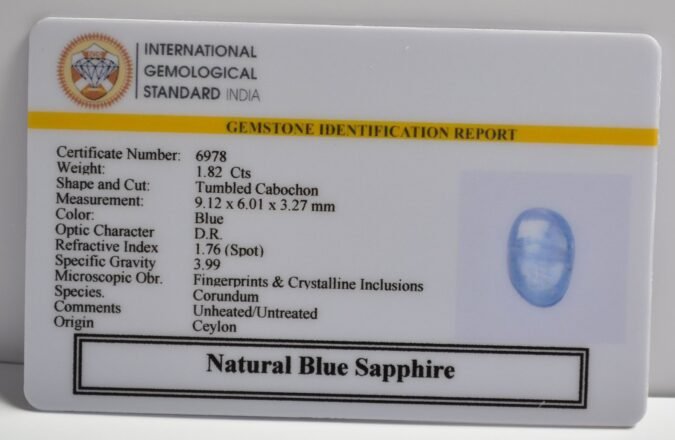 INTERNATIONAL
GEMOLOGICAL
STANDARD INDIA
GEMSTONE IDENTIFICATION REPORT
Certificate Number: 6978
Weight: 1.82 Cts
Shape and Cut: Tumbled Cabochon
Measurement: 9.12 x 6.01 x 3.27 mm
Color: Blue
Optic Character D.R.
Refractive Index 1.76 (Spot)
Specific Gravity 3.99
Microscopic Obr. Fingerprints & Crystalline Inclusions
Species. Corundum
Comments Unheated/Untreated
Origin Ceylon
Natural Blue Sapphire